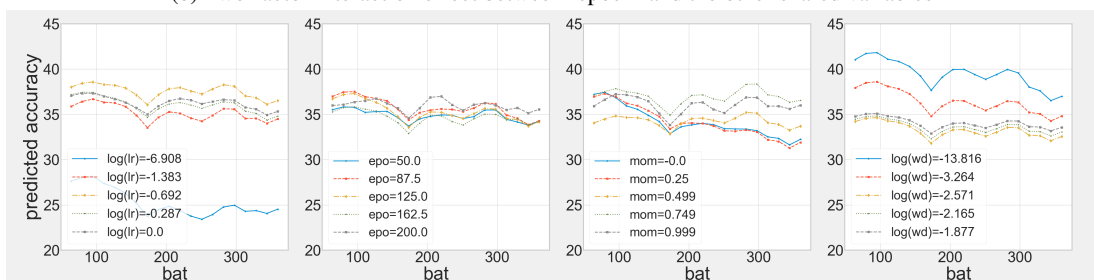 45
40
35
30
25
20
predicted accuracy
log(lr)=-6.908
log(lr)=-1.383
log(lr)=-0.692
log(lr)=-0.287
log(lr)=0.0
100 200 300
bat
45
40
35
30
25
20
epo=50.0
epo=87.5
epo=125.0
epo=162.5
epo=200.0
100 200 300
bat
45
40
35
30
25
20
mom=-0.0
mom=0.25
mom=0.499
mom=0.749
mom=0.999
100 200 300
bat
45
40
35
30
25
20
log(wd)=-13.816
log(wd)=-3.264
log(wd)=-2.571
log(wd)=-2.165
log(wd)=-1.877
100 200 300
bat